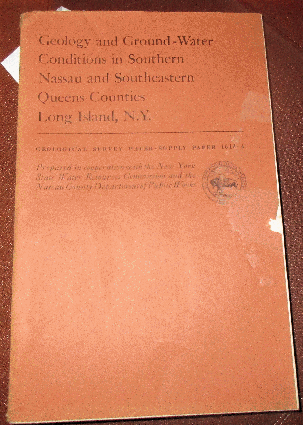 Geology and Ground-Water
Conditions in Southern
Nassau and Southeastern
Queens Counties
Long Island, N.Y.
GEOLOGICAL SURVEY WATER-SUPPLY PAPER 1613-A
Prepared in cooperation with the New York
State Water Resources Commission and the
Nassau County Department of Public Works